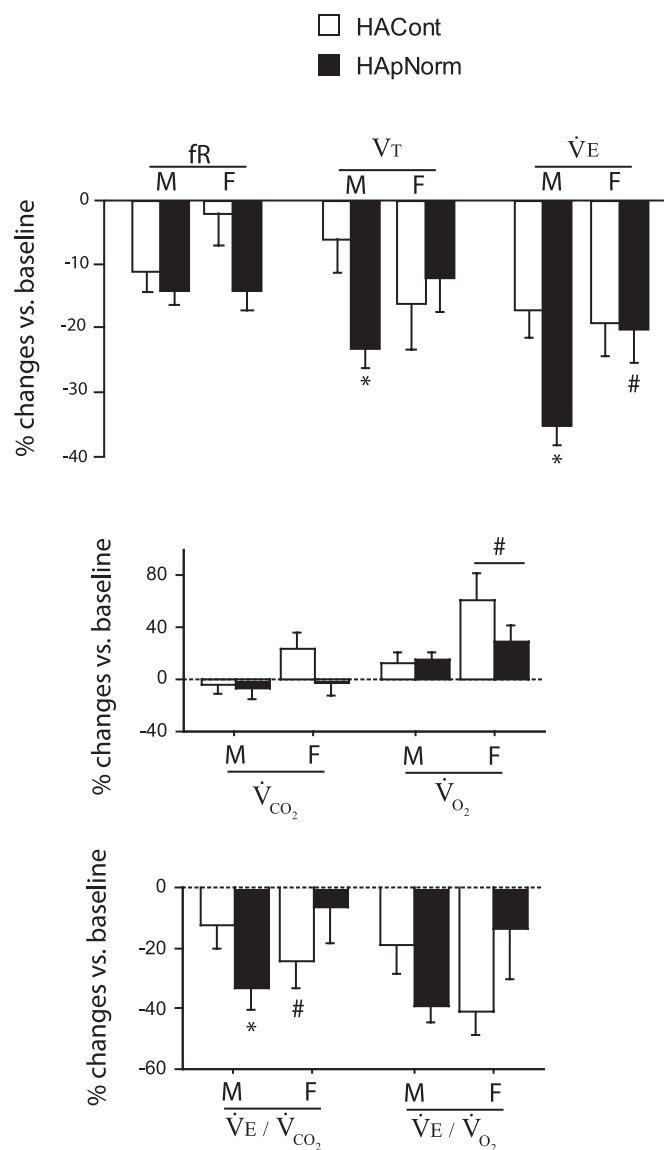 HACont
HApNorm
fR VT V̇E
M F M F M F
0
-10
-20
-30
-40
% changes vs. baseline
*
*
#
#
80
40
0
-40
% changes vs. baseline
M F M F
V̇CO2 V̇O2
0
-20
-40
-60
% changes vs. baseline
* #
M F M F
V̇E / V̇CO2 V̇E / V̇O2